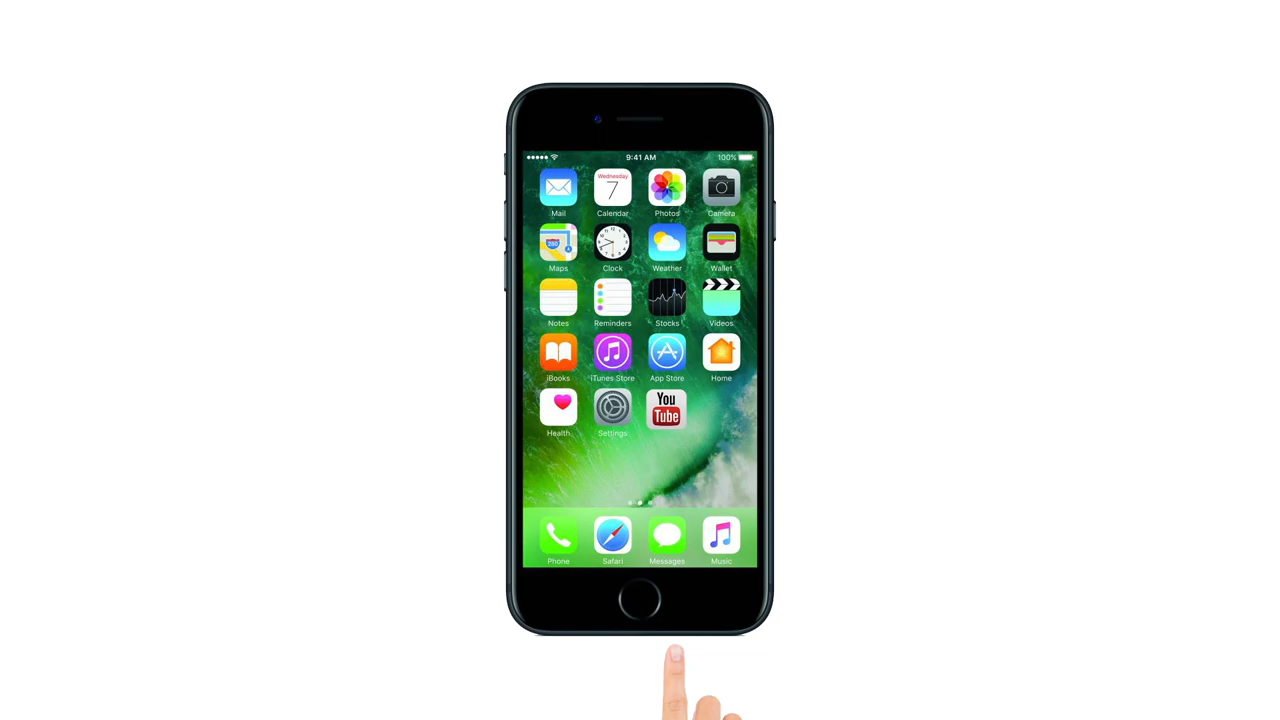 9:41 AM 100%
Wednesday
7
Mail Calendar Photos Camera
280
Maps Clock Weather Wallet
Notes Reminders Stocks Videos
iBooks iTunes Store App Store Home
You
Tube
Health Settings
Phone Safari Messages Music